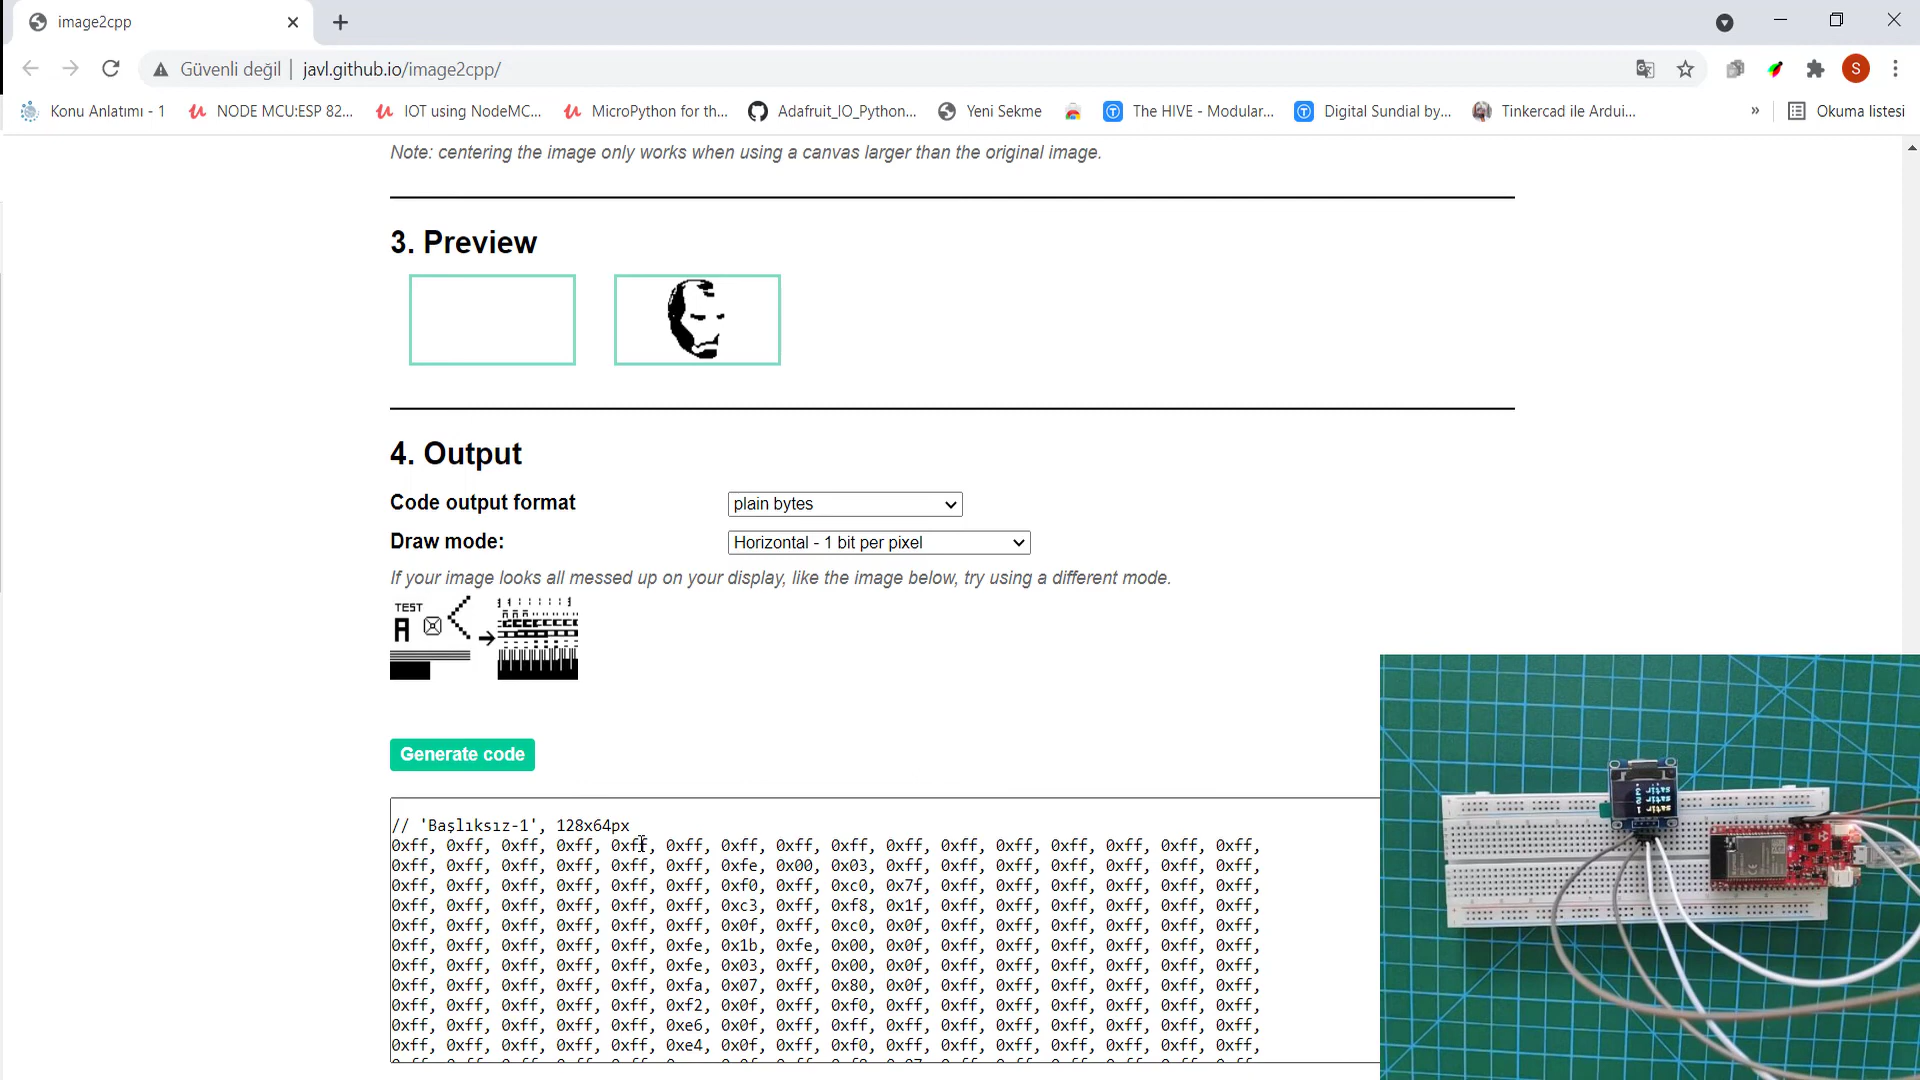 image2cpp
Güvenli değil
javl.github.io/image2cpp/
S
Konu Anlatımı - 1
NODE MCU:ESP 82...
IOT using NodeMC...
MicroPython for th...
Adafruit_IO_Python...
Yeni Sekme
The HIVE - Modular...
Digital Sundial by...
Tinkercad ile Ardui...
»
Okuma listesi
Note: centering the image only works when using a canvas larger than the original image.
3. Preview
4. Output
Code output format
plain bytes
Draw mode:
Horizontal - 1 bit per pixel
If your image looks all messed up on your display, like the image below, try using a different mode.
TEST
A
Generate code
// 'Başlıksız-1', 128x64px
0xff, 0xff, 0xff, 0xff, 0xff, 0xff, 0xff, 0xff, 0xff, 0xff, 0xff, 0xff, 0xff, 0xff, 0xff, 0xff,
0xff, 0xff, 0xff, 0xff, 0xff, 0xff, 0xfe, 0x00, 0x03, 0xff, 0xff, 0xff, 0xff, 0xff, 0xff, 0xff,
0xff, 0xff, 0xff, 0xff, 0xff, 0xff, 0xf0, 0xff, 0xc0, 0x7f, 0xff, 0xff, 0xff, 0xff, 0xff, 0xff,
0xff, 0xff, 0xff, 0xff, 0xff, 0xff, 0xc3, 0xff, 0xf8, 0x1f, 0xff, 0xff, 0xff, 0xff, 0xff, 0xff,
0xff, 0xff, 0xff, 0xff, 0xff, 0xff, 0x0f, 0xff, 0xc0, 0x0f, 0xff, 0xff, 0xff, 0xff, 0xff, 0xff,
0xff, 0xff, 0xff, 0xff, 0xff, 0xfe, 0x1b, 0xfe, 0x00, 0x0f, 0xff, 0xff, 0xff, 0xff, 0xff, 0xff,
0xff, 0xff, 0xff, 0xff, 0xff, 0xfe, 0x03, 0xff, 0x00, 0x0f, 0xff, 0xff, 0xff, 0xff, 0xff, 0xff,
0xff, 0xff, 0xff, 0xff, 0xff, 0xfa, 0x07, 0xff, 0x80, 0x0f, 0xff, 0xff, 0xff, 0xff, 0xff, 0xff,
0xff, 0xff, 0xff, 0xff, 0xff, 0xf2, 0x0f, 0xff, 0xf0, 0xff, 0xff, 0xff, 0xff, 0xff, 0xff, 0xff,
0xff, 0xff, 0xff, 0xff, 0xff, 0xe6, 0x0f, 0xff, 0xff, 0xff, 0xff, 0xff, 0xff, 0xff, 0xff, 0xff,
0xff, 0xff, 0xff, 0xff, 0xff, 0xe4, 0x0f, 0xff, 0xf0, 0xff, 0xff, 0xff, 0xff, 0xff, 0xff, 0xff,